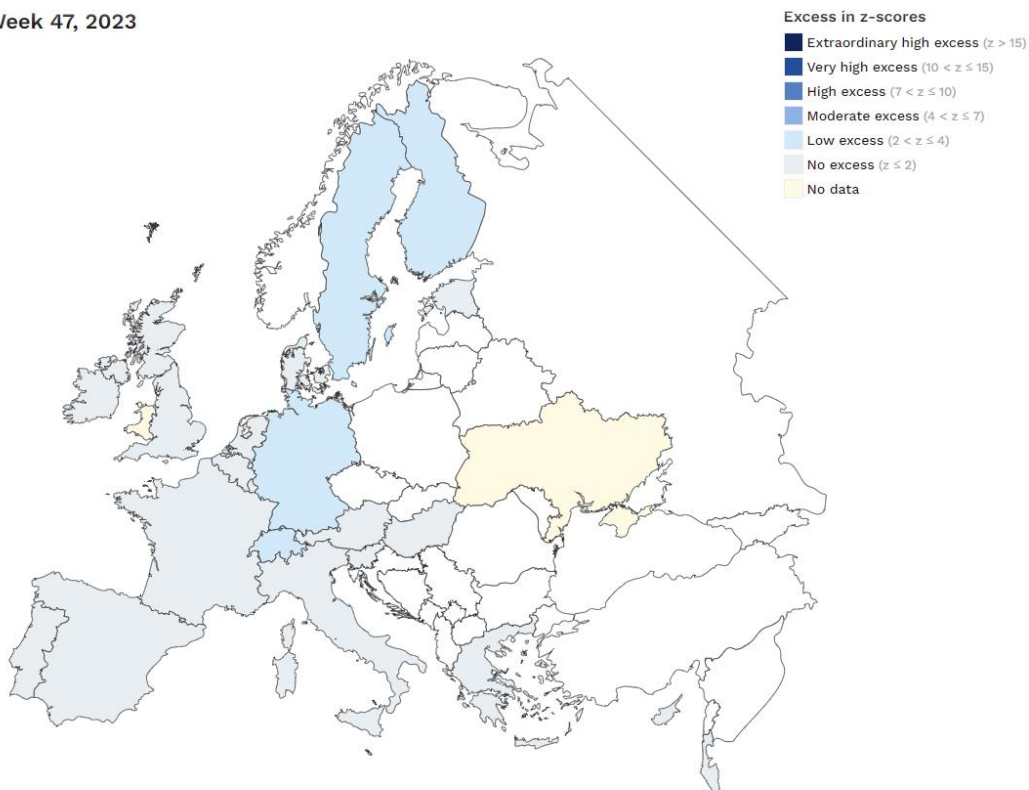 Week 47, 2023
Excess in z-scores
Extraordinary high excess (z > 15)
Very high excess (10 < z ≤ 15)
High excess (7 < z ≤ 10)
Moderate excess (4 < z ≤ 7)
Low excess (2 < z ≤ 4)
No excess (z ≤ 2)
No data